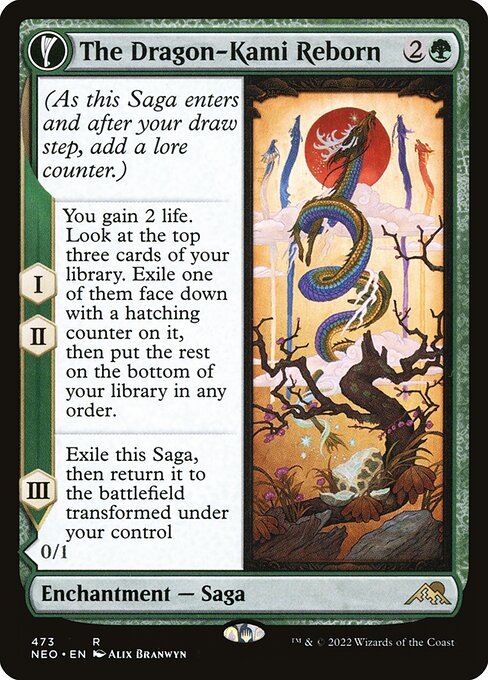 The Dragon-Kami Reborn 2
(As this Saga enters
and after your draw
step, add a lore
counter.)
I
II
You gain 2 life.
Look at the top
three cards of your
library. Exile one
of them face down
with a hatching
counter on it,
then put the rest
on the bottom of
your library in any
order.
III
Exile this Saga,
then return it to
the battlefield
transformed under
your control
0/1
Enchantment — Saga
473 R
NEO • EN Alix Branwyn
™ & © 2022 Wizards of the Coast